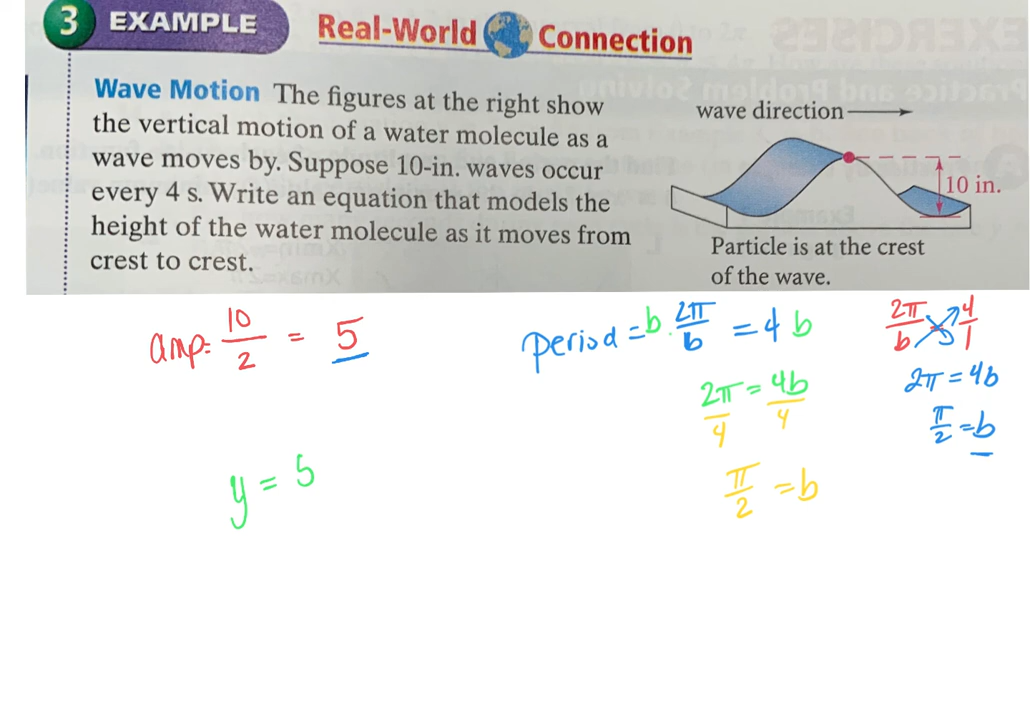 3 EXAMPLE Real-World Connection
Wave Motion The figures at the right show
the vertical motion of a water molecule as a
wave moves by. Suppose 10-in. waves occur
every 4 s. Write an equation that models the
height of the water molecule as it moves from
crest to crest.
wave direction
10 in.
Particle is at the crest
of the wave.
amp= 10/2 = 5
period = b · 2π/b = 4 b
2π/4 = 4b/4
π/2 = b
2π/b = 4/1
2π = 4b
π/2 = b
y = 5